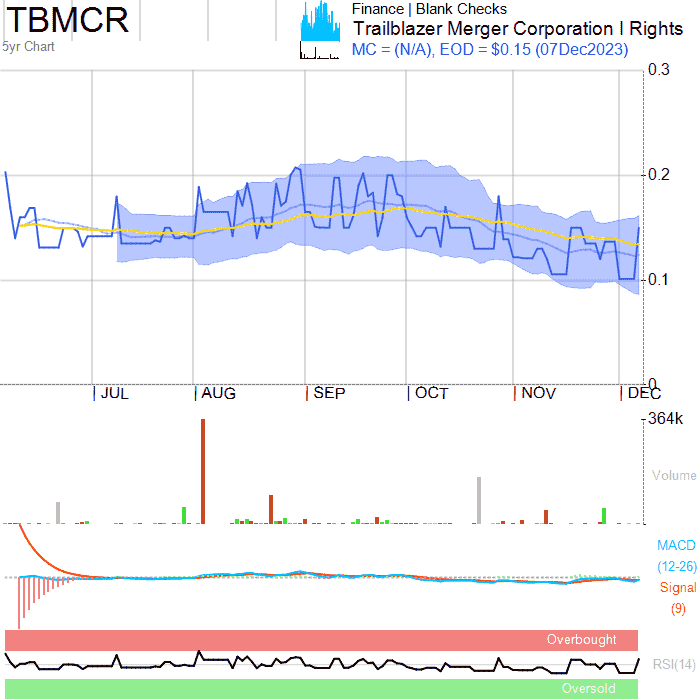 TBMCR
5yr Chart
Finance | Blank Checks
Trailblazer Merger Corporation I Rights
MC = (N/A), EOD = $0.15 (07Dec2023)
0.3
0.2
0.1
0
JUL AUG SEP OCT NOV DEC
364k
Volume
MACD
(12-26)
Signal
(9)
Overbought
RSI(14)
Oversold